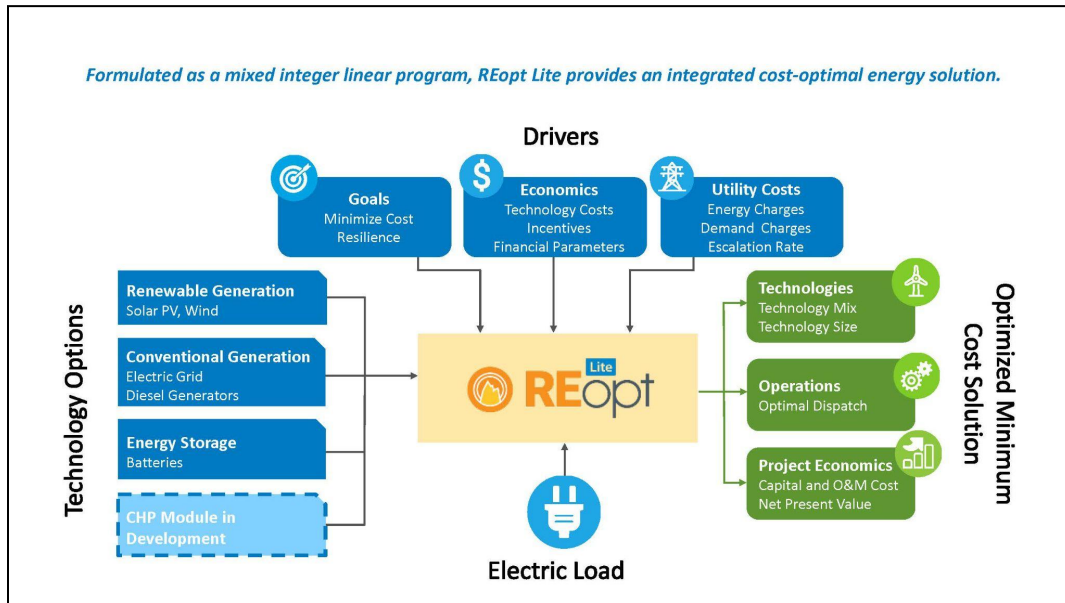 Formulated as a mixed integer linear program, REopt Lite provides an integrated cost-optimal energy solution.
Drivers
Goals
Minimize Cost
Resilience
Economics
Technology Costs
Incentives
Financial Parameters
Utility Costs
Energy Charges
Demand Charges
Escalation Rate
Technology Options
Renewable Generation
Solar PV, Wind
Conventional Generation
Electric Grid
Diesel Generators
Energy Storage
Batteries
CHP Module in
Development
Lite
REopt
Electric Load
Technologies
Technology Mix
Technology Size
Operations
Optimal Dispatch
Project Economics
Capital and O&M Cost
Net Present Value
Optimized Minimum
Cost Solution